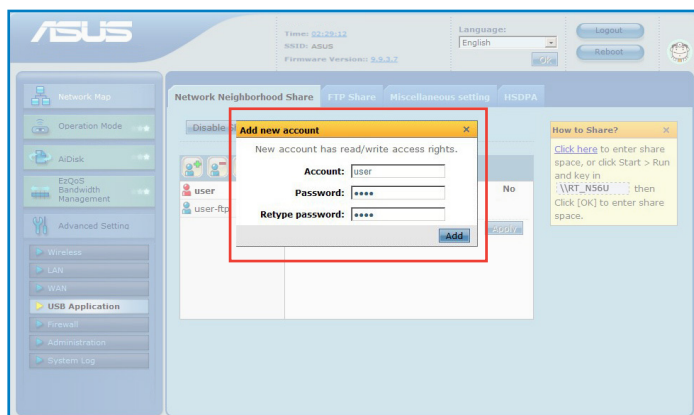 ASUS
Time: 02:29:12
SSID: ASUS
Firmware Version:: 9.9.3.7
Language:
English
OK
Logout
Reboot
Network Map
Operation Mode
AiDisk
EzQoS
Bandwidth
Management
Advanced Setting
Wireless
LAN
WAN
USB Application
Firewall
Administration
System Log
Network Neighborhood Share
FTP Share
Miscellaneous setting
HSDPA
Disable
user
user-ftp
Add new account
×
New account has read/write access rights.
Account: user
Password: ••••
Retype password: ••••
Add
No
Apply
How to Share?
×
Click here to enter share
space, or click Start > Run
and key in
\\RT_N56U then
Click [OK] to enter share
space.